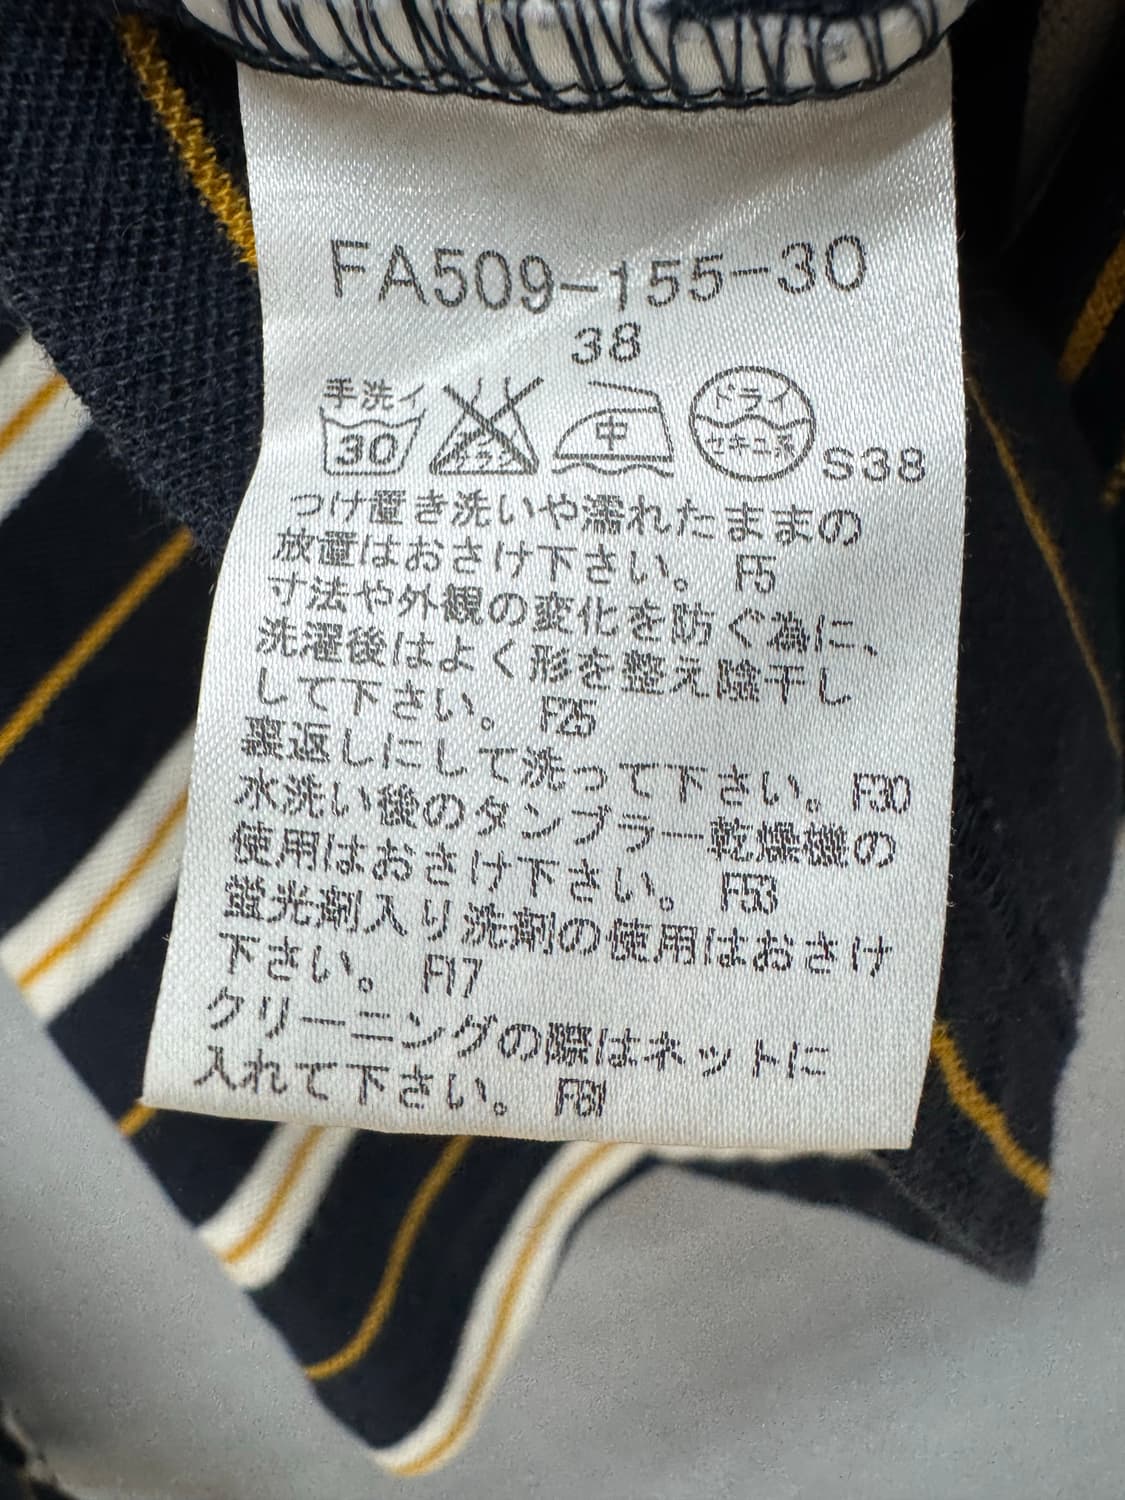 FA509-155-30
38
手洗イ 30 中 ドライ セキユ系 S38
つけ置き洗いや濡れたままの
放置はおさけ下さい。 F5
寸法や外観の変化を防ぐ為に、
洗濯後はよく形を整え陰干し
して下さい。 F25
裏返しにして洗って下さい。 F30
水洗い後のタンブラー乾燥機の
使用はおさけ下さい。 F53
蛍光剤入り洗剤の使用はおさけ
下さい。 F17
クリーニングの際はネットに
入れて下さい。